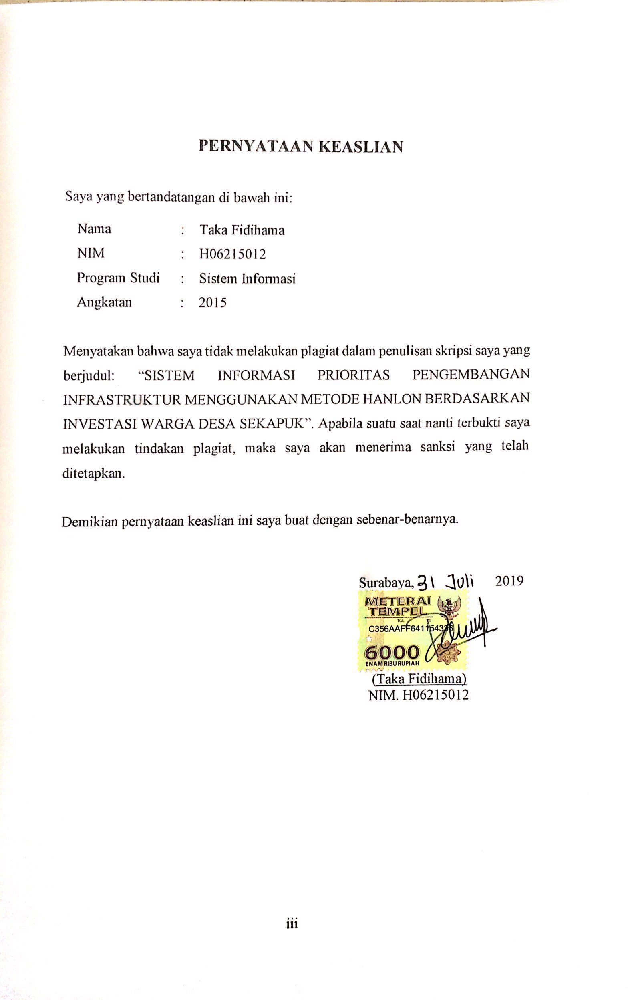 PERNYATAAN KEASLIAN
Saya yang bertandatangan di bawah ini:
Nama : Taka Fidihama
NIM : H06215012
Program Studi : Sistem Informasi
Angkatan : 2015
Menyatakan bahwa saya tidak melakukan plagiat dalam penulisan skripsi saya yang
berjudul: “SISTEM INFORMASI PRIORITAS PENGEMBANGAN
INFRASTRUKTUR MENGGUNAKAN METODE HANLON BERDASARKAN
INVESTASI WARGA DESA SEKAPUK”. Apabila suatu saat nanti terbukti saya
melakukan tindakan plagiat, maka saya akan menerima sanksi yang telah
ditetapkan.
Demikian pernyataan keaslian ini saya buat dengan sebenar-benarnya.
Surabaya, 31 Juli 2019
METERAI
TEMPEL
TGL. 20
C356AAFF641154336
6000
ENAM RIBU RUPIAH
(Taka Fidihama)
NIM. H06215012
iii